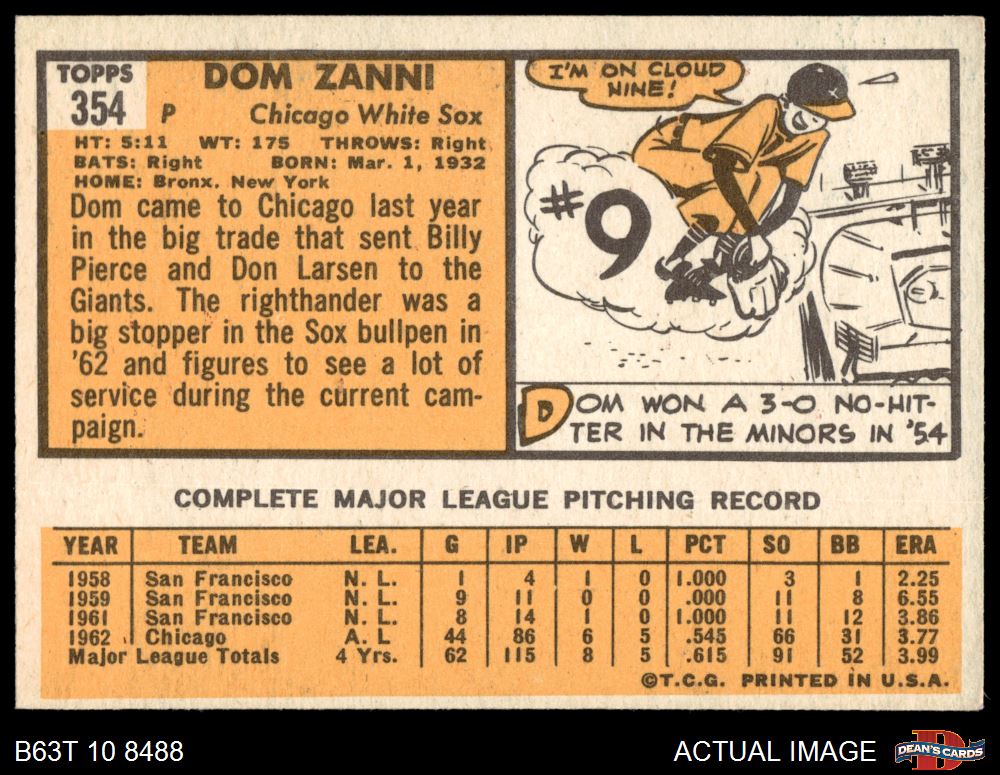 TOPPS
354
DOM ZANNI
P Chicago White Sox
HT: 5:11 WT: 175 THROWS: Right
BATS: Right BORN: Mar. 1, 1932
HOME: Bronx, New York
Dom came to Chicago last year
in the big trade that sent Billy
Pierce and Don Larsen to the
Giants. The righthander was a
big stopper in the Sox bullpen in
'62 and figures to see a lot of
service during the current cam-
paign.
I'M ON CLOUD
NINE!
#9
DOM WON A 3-0 NO-HIT-
TER IN THE MINORS IN '54
COMPLETE MAJOR LEAGUE PITCHING RECORD
YEAR TEAM LEA. G IP W L PCT SO BB ERA
1958 San Francisco N. L. 1 4 1 0 1.000 3 1 2.25
1959 San Francisco N. L. 9 11 0 0 .000 11 8 6.55
1961 San Francisco N. L. 8 14 1 0 1.000 11 12 3.86
1962 Chicago A. L 44 86 6 5 .545 66 31 3.77
Major League Totals 4 Yrs. 62 115 8 5 .615 91 52 3.99
©T.C.G. PRINTED IN U.S.A.
B63T 10 8488
ACTUAL IMAGE
DEAN'S CARDS